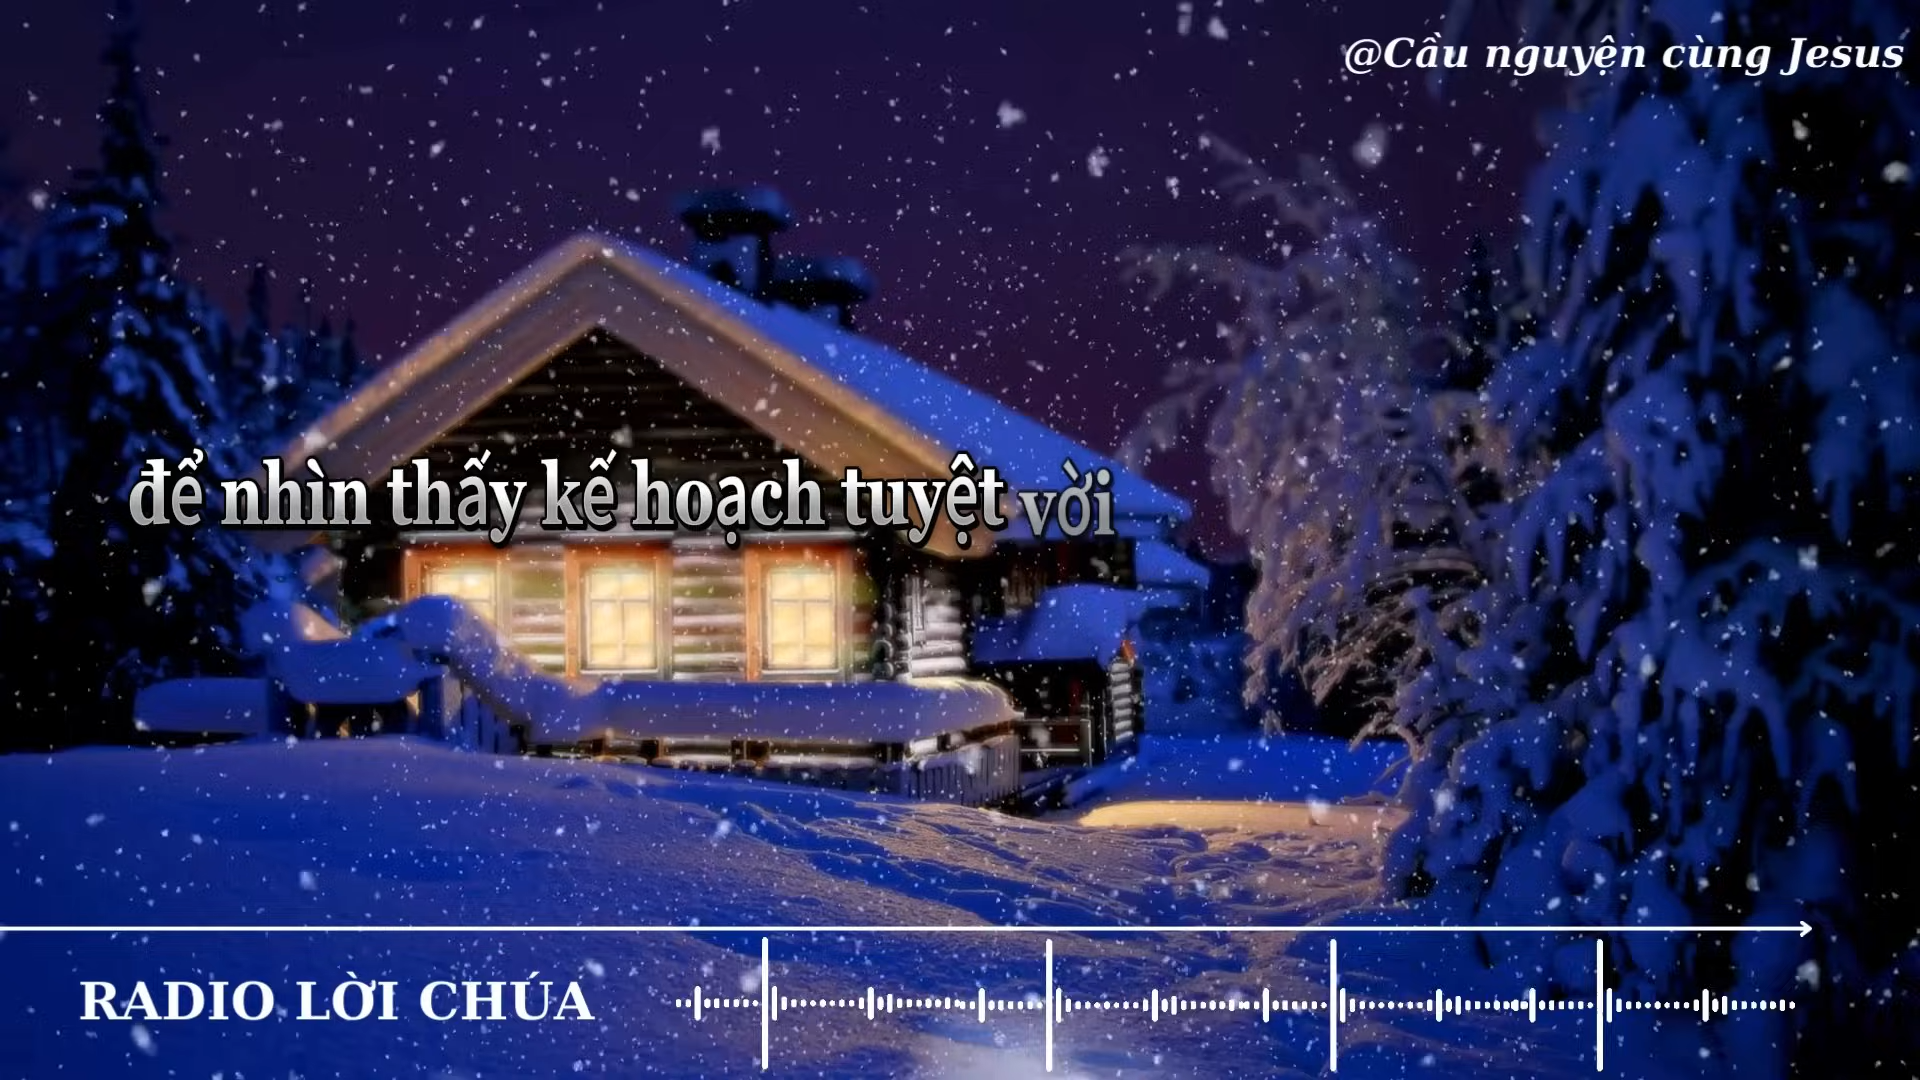 @Cầu nguyện cùng Jesus
để nhìn thấy kế hoạch tuyệt vời
RADIO LỜI CHÚA